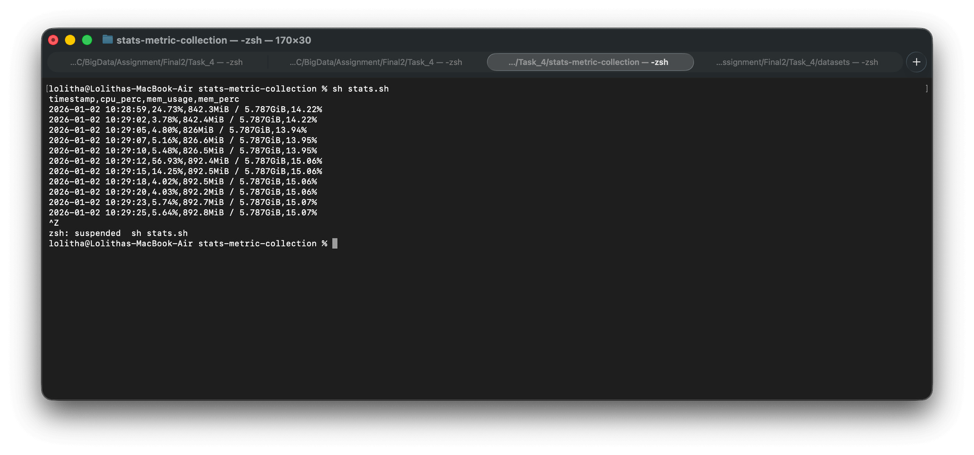 stats-metric-collection — -zsh — 170×30
...C/BigData/Assignment/Final2/Task_4 — -zsh
...C/BigData/Assignment/Final2/Task_4 — -zsh
.../Task_4/stats-metric-collection — -zsh
...ssignment/Final2/Task_4/datasets — -zsh
+
[lolitha@Lolithas-MacBook-Air stats-metric-collection % sh stats.sh ]
timestamp,cpu_perc,mem_usage,mem_perc
2026-01-02 10:28:59,24.73%,842.3MiB / 5.787GiB,14.22%
2026-01-02 10:29:02,3.78%,842.4MiB / 5.787GiB,14.22%
2026-01-02 10:29:05,4.80%,826MiB / 5.787GiB,13.94%
2026-01-02 10:29:07,5.16%,826.6MiB / 5.787GiB,13.95%
2026-01-02 10:29:10,5.48%,826.5MiB / 5.787GiB,13.95%
2026-01-02 10:29:12,56.93%,892.4MiB / 5.787GiB,15.06%
2026-01-02 10:29:15,14.25%,892.5MiB / 5.787GiB,15.06%
2026-01-02 10:29:18,4.02%,892.5MiB / 5.787GiB,15.06%
2026-01-02 10:29:20,4.03%,892.2MiB / 5.787GiB,15.06%
2026-01-02 10:29:23,5.74%,892.7MiB / 5.787GiB,15.07%
2026-01-02 10:29:25,5.64%,892.8MiB / 5.787GiB,15.07%
^Z
zsh: suspended  sh stats.sh
lolitha@Lolithas-MacBook-Air stats-metric-collection %